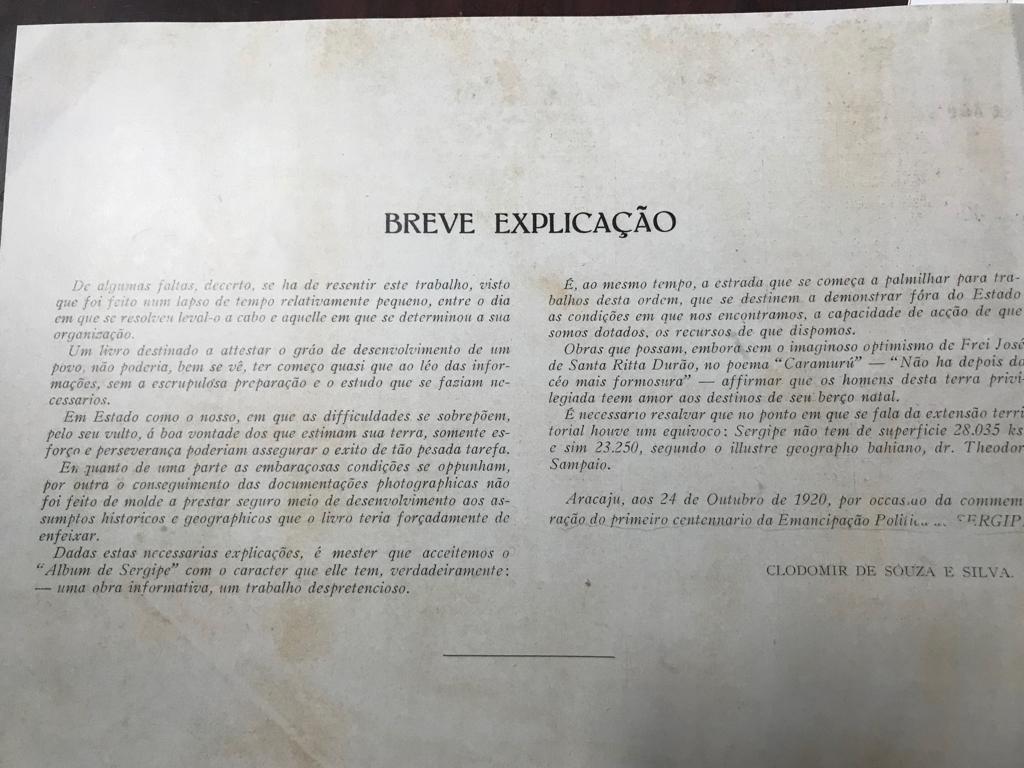 BREVE EXPLICAÇÃO
De algumas faltas, decerto, se ha de resentir este trabalho, visto
que foi feito num lapso de tempo relativamente pequeno, entre o dia
em que se resolveu leval-o a cabo e aquelle em que se determinou a sua
organização.
Um livro destinado a attestar o gráo de desenvolvimento de um
povo, não poderia, bem se vê, ter começo quasi que ao léo das infor-
mações, sem a escrupulosa preparação e o estudo que se faziam ne-
cessarios.
Em Estado como o nosso, em que as difficuldades se sobrepõem,
pelo seu vulto, á boa vontade dos que estimam sua terra, somente es-
forço e perseverança poderiam assegurar o exito de tão pesada tarefa.
En quanto de uma parte as embaraçosas condições se oppunham,
por outra o conseguimento das documentações photographicas não
foi feito de molde a prestar seguro meio de desenvolvimento aos as-
sumptos historicos e geographicos que o livro teria forçadamente de
enfeixar.
Dadas estas necessarias explicações, é mester que acceitemos o
"Album de Sergipe" com o caracter que elle tem, verdadeiramente:
— uma obra informativa, um trabalho despretencioso.
É, ao mesmo tempo, a estrada que se começa a palmilhar para tra-
balhos desta ordem, que se destinem a demonstrar fóra do Estado
as condições em que nos encontramos, a capacidade de acção de que
somos dotados, os recursos de que dispomos.
Obras que possam, embora sem o imaginoso optimismo de Frei José
de Santa Ritta Durão, no poema "Caramurú" — "Não ha depois do
céo mais formosura" — affirmar que os homens desta terra privi
legiada teem amor aos destinos de seu berço natal.
É necessario resalvar que no ponto em que se fala da extensão terri
torial houve um equivoco: Sergipe não tem de superficie 28.035 ks
e sim 23.250, segundo o illustre geographo bahiano, dr. Theodor
Sampaio.
Aracaju, aos 24 de Outubro de 1920, por occasião da commem
ração do primeiro centennario da Emancipação Politic SERGIP
CLODOMIR DE SOUZA E SILVA.